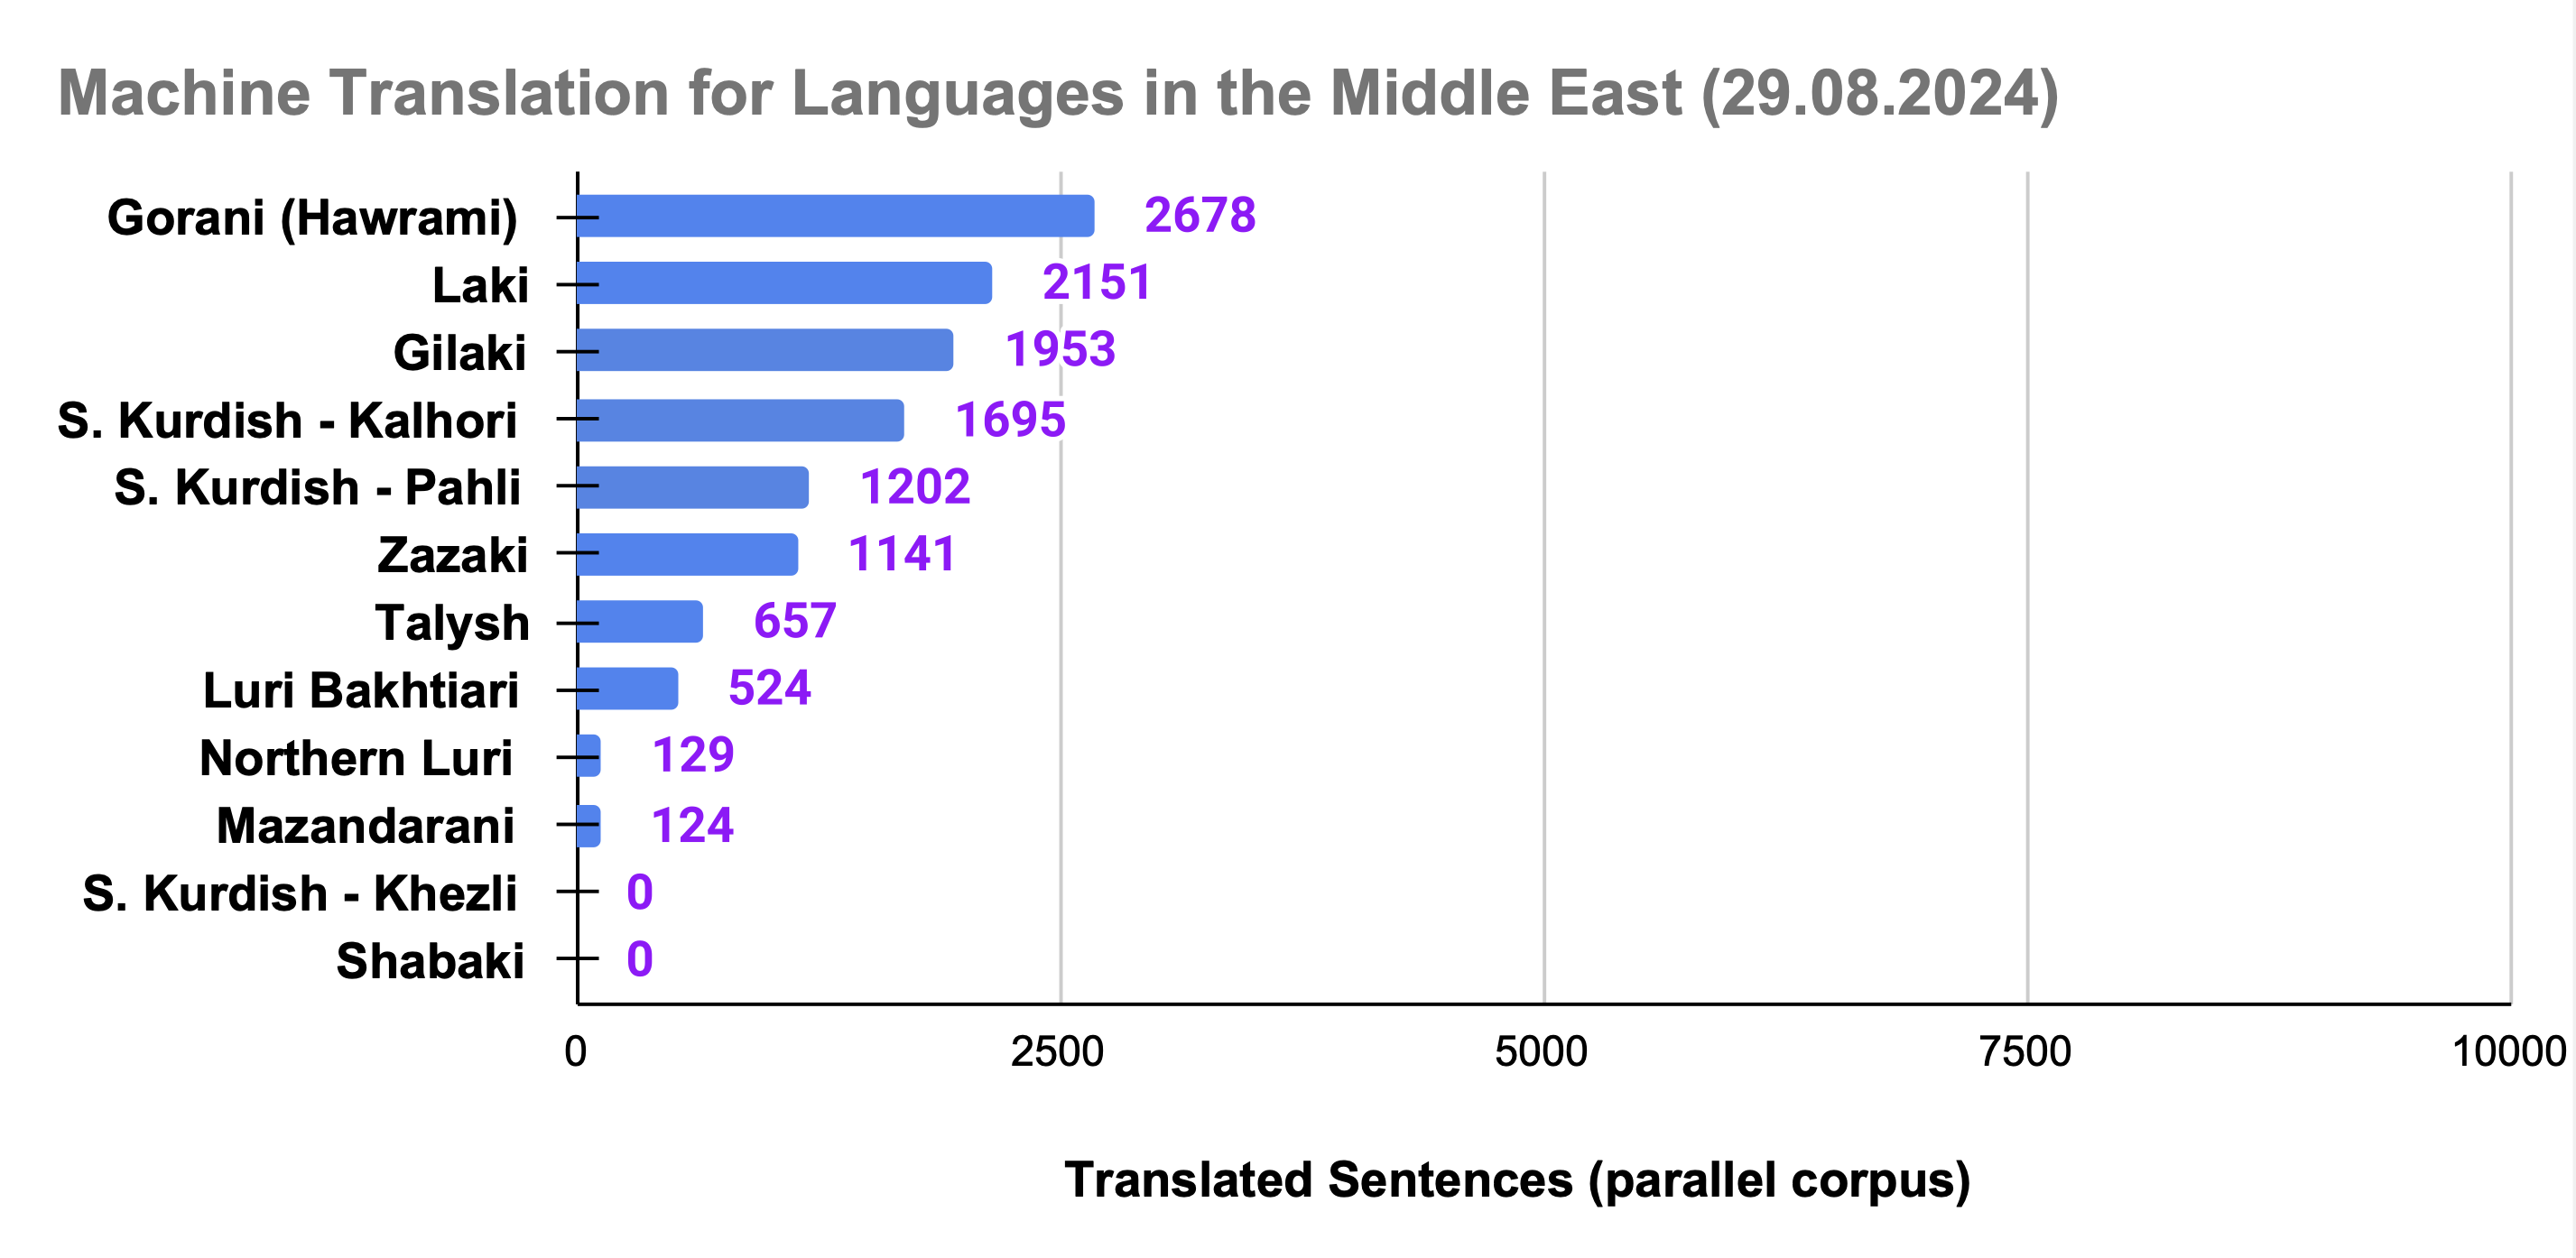 Machine Translation for Languages in the Middle East (29.08.2024)
Gorani (Hawrami) 2678
Laki 2151
Gilaki 1953
S. Kurdish - Kalhori 1695
S. Kurdish - Pahli 1202
Zazaki 1141
Talysh 657
Luri Bakhtiari 524
Northern Luri 129
Mazandarani 124
S. Kurdish - Khezli 0
Shabaki 0
0 2500 5000 7500 10000
Translated Sentences (parallel corpus)